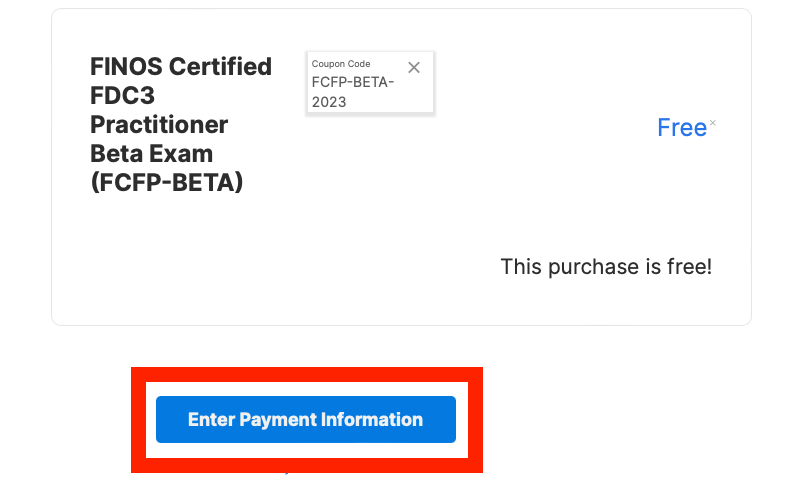 FINOS Certified
FDC3
Practitioner
Beta Exam
(FCFP-BETA)
Coupon Code
FCFP-BETA-
2023
Free
This purchase is free!
Enter Payment Information